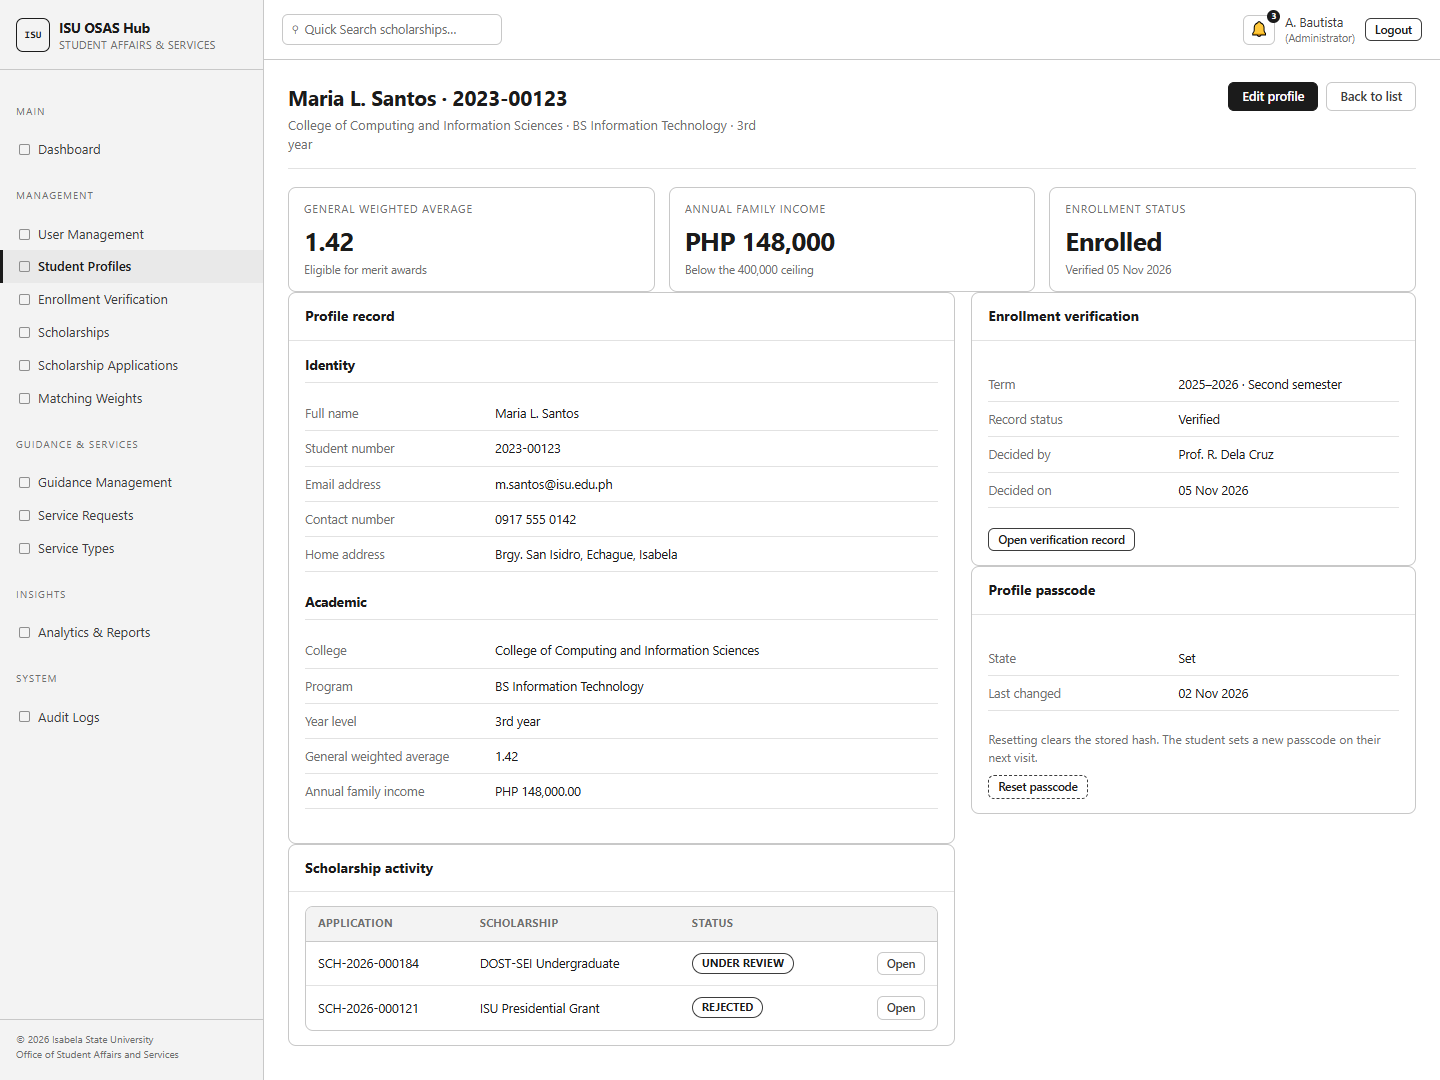 ISU
ISU OSAS Hub
STUDENT AFFAIRS & SERVICES
MAIN
Dashboard
MANAGEMENT
User Management
Student Profiles
Enrollment Verification
Scholarships
Scholarship Applications
Matching Weights
GUIDANCE & SERVICES
Guidance Management
Service Requests
Service Types
INSIGHTS
Analytics & Reports
SYSTEM
Audit Logs
© 2026 Isabela State University
Office of Student Affairs and Services
Quick Search scholarships...
3
A. Bautista
(Administrator)
Logout
Maria L. Santos · 2023-00123
College of Computing and Information Sciences · BS Information Technology · 3rd
year
Edit profile
Back to list
GENERAL WEIGHTED AVERAGE
1.42
Eligible for merit awards
ANNUAL FAMILY INCOME
PHP 148,000
Below the 400,000 ceiling
ENROLLMENT STATUS
Enrolled
Verified 05 Nov 2026
Profile record
Identity
Full name Maria L. Santos
Student number 2023-00123
Email address m.santos@isu.edu.ph
Contact number 0917 555 0142
Home address Brgy. San Isidro, Echague, Isabela
Academic
College College of Computing and Information Sciences
Program BS Information Technology
Year level 3rd year
General weighted average 1.42
Annual family income PHP 148,000.00
Scholarship activity
APPLICATION SCHOLARSHIP STATUS
SCH-2026-000184 DOST-SEI Undergraduate UNDER REVIEW Open
SCH-2026-000121 ISU Presidential Grant REJECTED Open
Enrollment verification
Term 2025–2026 · Second semester
Record status Verified
Decided by Prof. R. Dela Cruz
Decided on 05 Nov 2026
Open verification record
Profile passcode
State Set
Last changed 02 Nov 2026
Resetting clears the stored hash. The student sets a new passcode on their
next visit.
Reset passcode